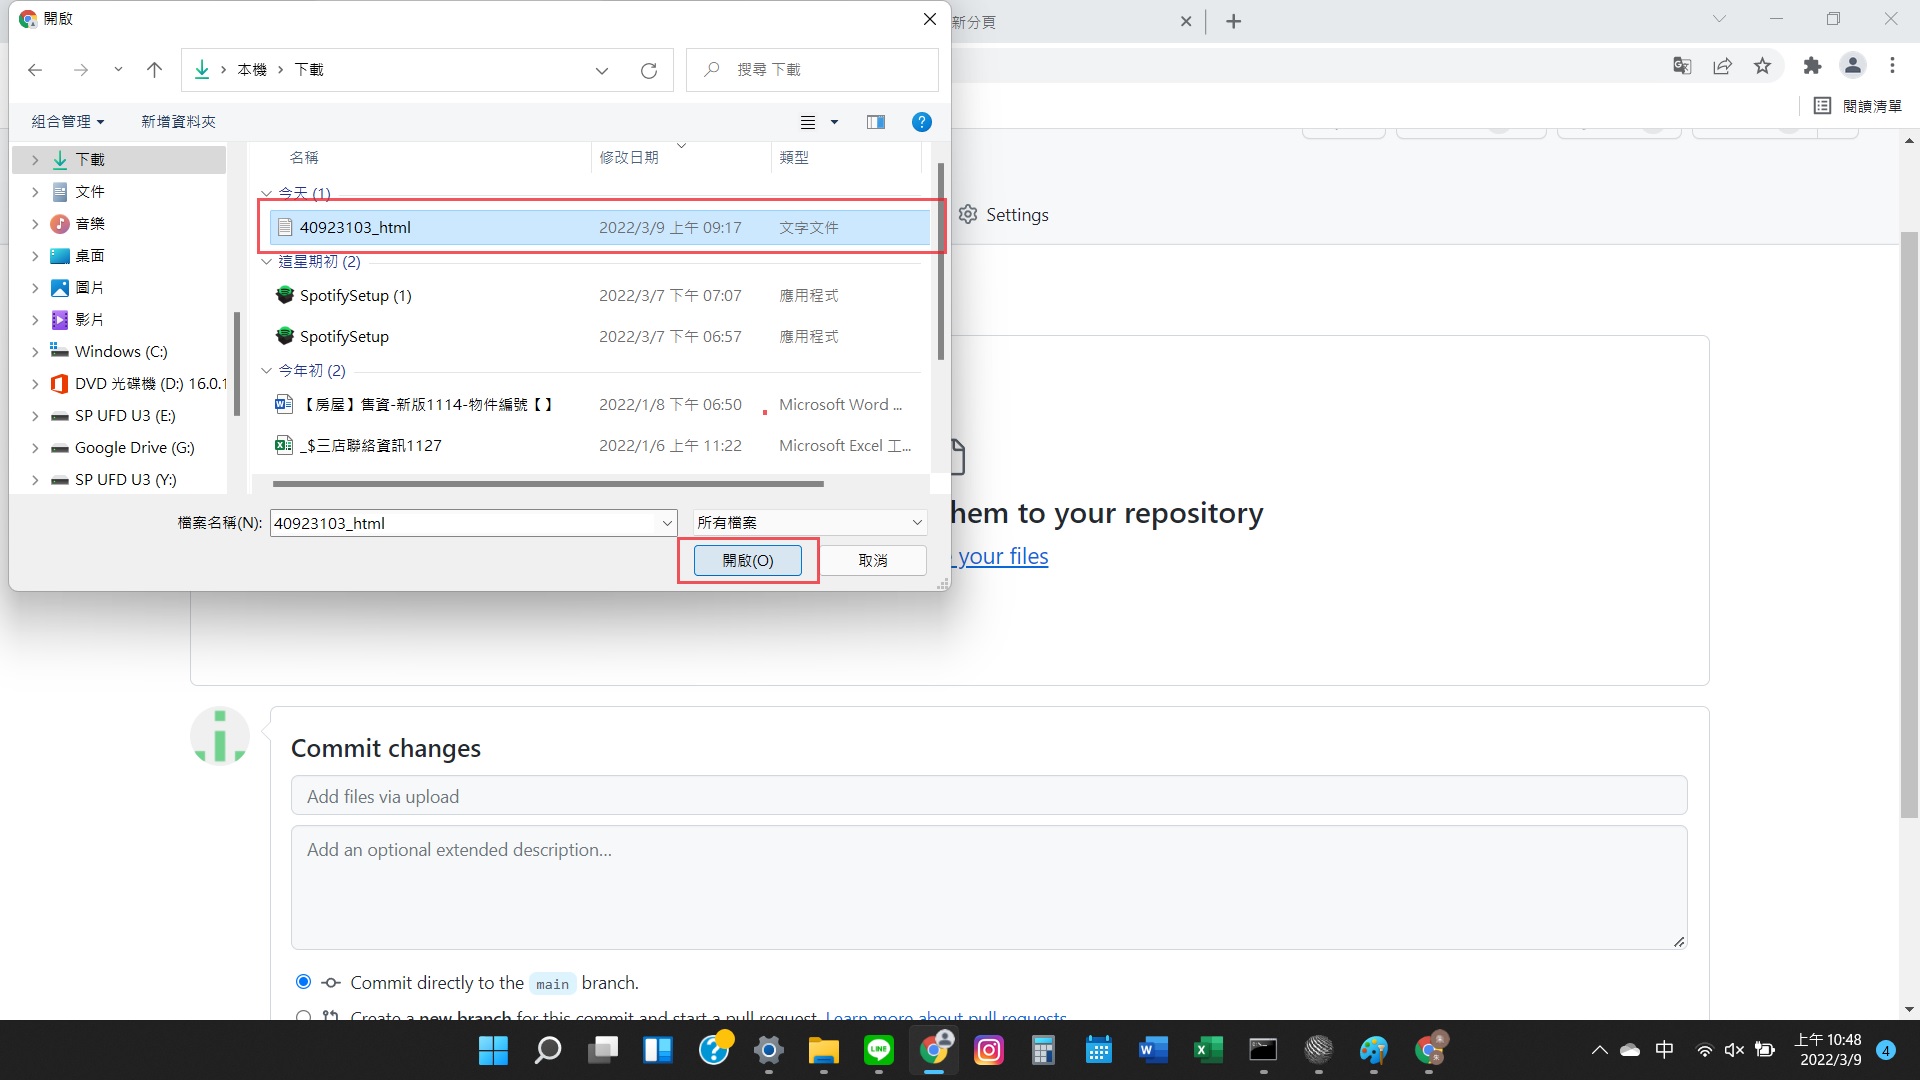 開啟
新分頁
本機 › 下載
搜尋 下載
閱讀清單
組合管理
新增資料夾
?
名稱
修改日期
類型
下載
文件
音樂
桌面
圖片
影片
Windows (C:)
DVD 光碟機 (D:) 16.0.1
SP UFD U3 (E:)
Google Drive (G:)
SP UFD U3 (Y:)
今天 (1)
40923103_html 2022/3/9 上午 09:17 文字文件
這星期初 (2)
SpotifySetup (1) 2022/3/7 下午 07:07 應用程式
SpotifySetup 2022/3/7 下午 06:57 應用程式
今年初 (2)
【房屋】售資-新版1114-物件編號【 】 2022/1/8 下午 06:50 Microsoft Word ...
_$三店聯絡資訊1127 2022/1/6 上午 11:22 Microsoft Excel 工...
檔案名稱(N): 40923103_html 所有檔案
開啟(O) 取消
Settings
hem to your repository
your files
Commit changes
Add files via upload
Add an optional extended description...
Commit directly to the main branch.
Create a new branch for this commit and start a pull request. Learn more about pull requests.
LINE
中
上午 10:48
2022/3/9
4